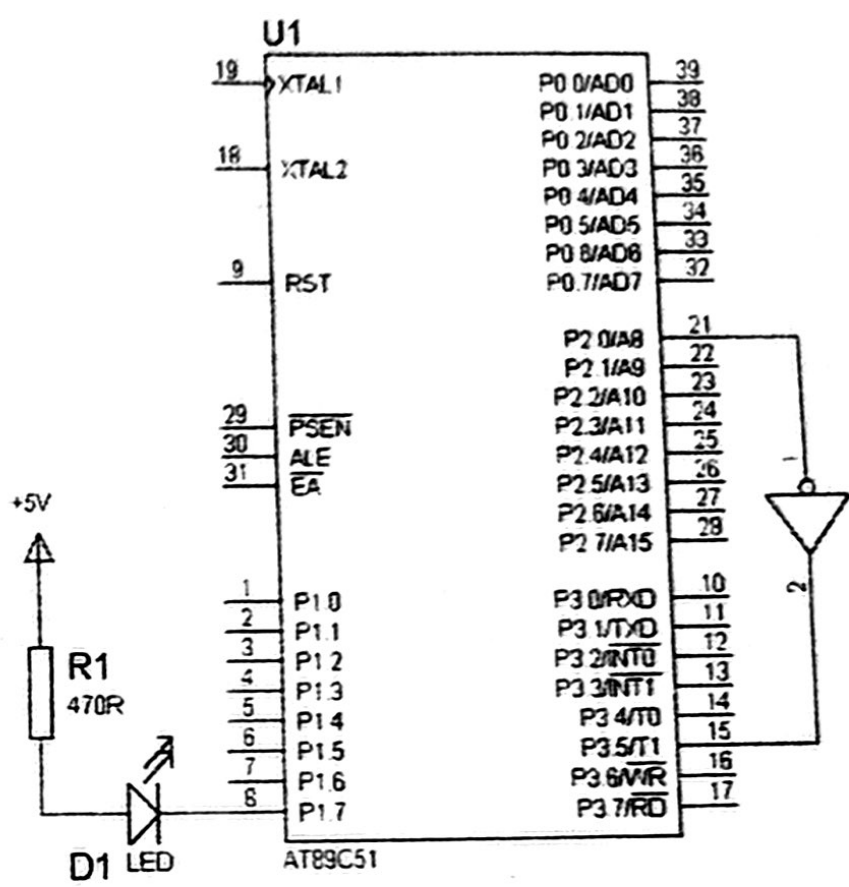 U1
19 XTAL1
18 XTAL2
9 RST
29 PSEN
30 ALE
31 EA
1 P1.0
2 P1.1
3 P1.2
4 P1.3
5 P1.4
6 P1.5
7 P1.6
8 P1.7
P0.0/AD0 39
P0.1/AD1 38
P0.2/AD2 37
P0.3/AD3 36
P0.4/AD4 35
P0.5/AD5 34
P0.6/AD6 33
P0.7/AD7 32
P2.0/A8 21
P2.1/A9 22
P2.2/A10 23
P2.3/A11 24
P2.4/A12 25
P2.5/A13 26
P2.6/A14 27
P2.7/A15 28
P3.0/RXD 10
P3.1/TXD 11
P3.2/INT0 12
P3.3/INT1 13
P3.4/T0 14
P3.5/T1 15
P3.6/WR 16
P3.7/RD 17
AT89C51
+5V
R1
470R
D1 LED
1
2